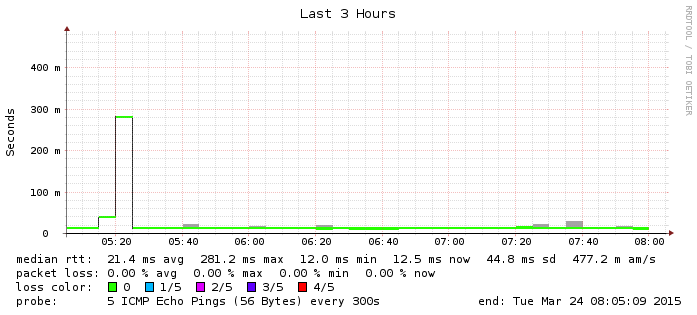 Last 3 Hours
RRDTOOL / TOBI OETIKER
Seconds
400 m
300 m
200 m
100 m
0
05:20 05:40 06:00 06:20 06:40 07:00 07:20 07:40 08:00
median rtt: 21.4 ms avg 281.2 ms max 12.0 ms min 12.5 ms now 44.8 ms sd 477.2 m am/s
packet loss: 0.00 % avg 0.00 % max 0.00 % min 0.00 % now
loss color: 0 1/5 2/5 3/5 4/5
probe: 5 ICMP Echo Pings (56 Bytes) every 300s end: Tue Mar 24 08:05:09 2015